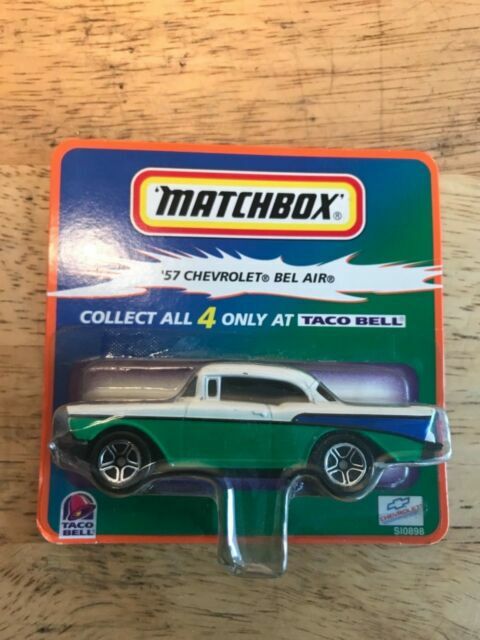 MATCHBOX®
'57 CHEVROLET® BEL AIR®
COLLECT ALL 4 ONLY AT TACO BELL®
TACO
BELL®
CHEVROLET
SI0898